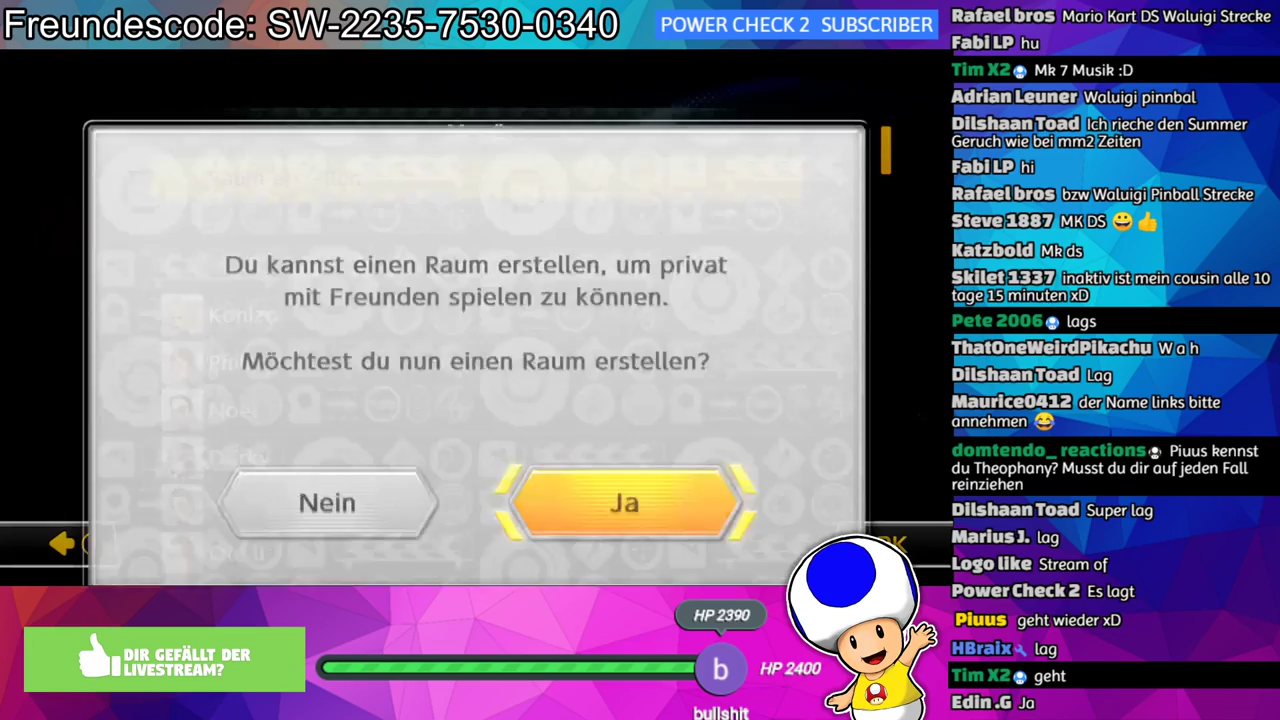 Freundescode: SW-2235-7530-0340
POWER CHECK 2 SUBSCRIBER
Du kannst einen Raum erstellen, um privat
mit Freunden spielen zu können.
Möchtest du nun einen Raum erstellen?
Nein
Ja
OK
DIR GEFÄLLT DER
LIVESTREAM?
HP 2390
b
HP 2400
bullshit
Rafael bros Mario Kart DS Waluigi Strecke
Fabi LP hu
Tim X2 Mk 7 Musik :D
Adrian Leuner Waluigi pinnbal
Dilshaan Toad Ich rieche den Summer
Geruch wie bei mm2 Zeiten
Fabi LP hi
Rafael bros bzw Waluigi Pinball Strecke
Steve 1887 MK DS 😀 👍
Katzbold Mk ds
Skilet 1337 inaktiv ist mein cousin alle 10
tage 15 minuten xD
Pete 2006 lags
ThatOneWeirdPikachu W a h
Dilshaan Toad Lag
Maurice0412 der Name links bitte
annehmen 😂
domtendo_reactions Piuus kennst
du Theophany? Musst du dir auf jeden Fall
reinziehen
Dilshaan Toad Super lag
Marius J. lag
Logo like Stream of
Power Check 2 Es lagt
Piuus geht wieder xD
HBraix lag
Tim X2 geht
Edin .G Ja